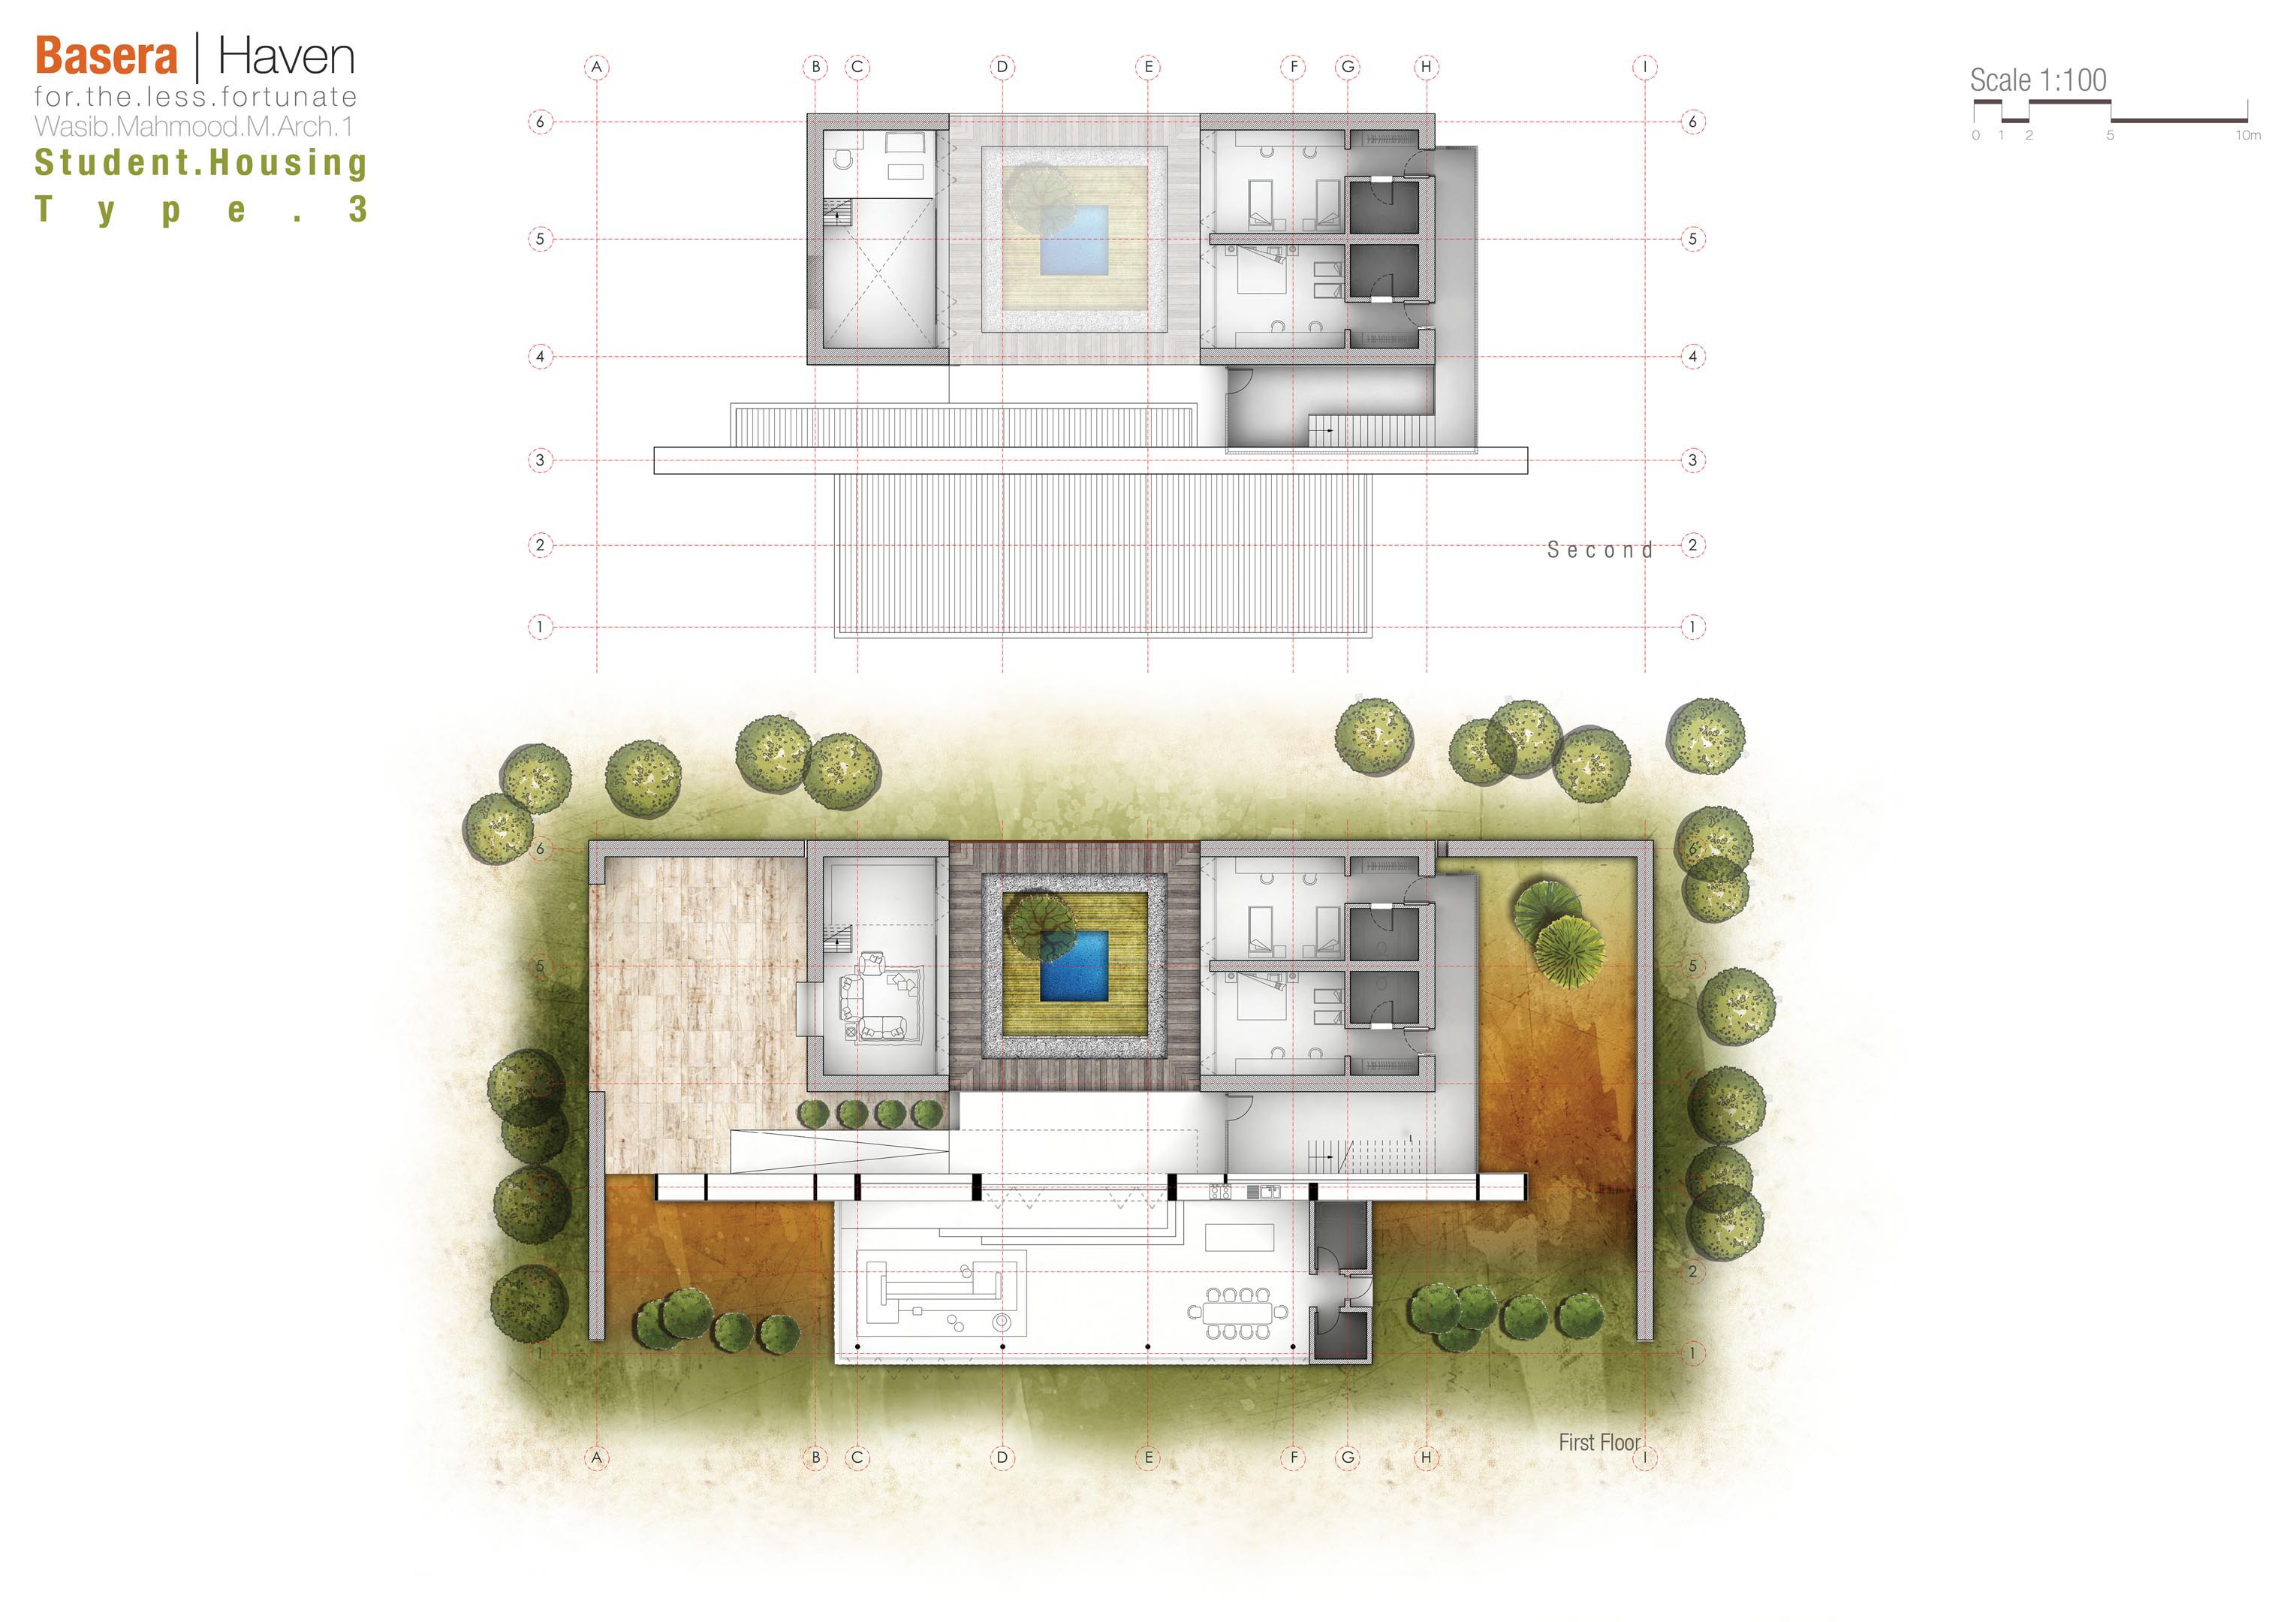 Basera | Haven
for.the.less.fortunate
Wasib.Mahmood.M.Arch.1
Student.Housing
Type.3
Scale 1:100
0 1 2 5 10m
A B C D E F G H I
6 6
5 5
4 4
3 3
2 2
Second
1 1
6 6
5 5
2
1 1
First Floor
A B C D E F G H I